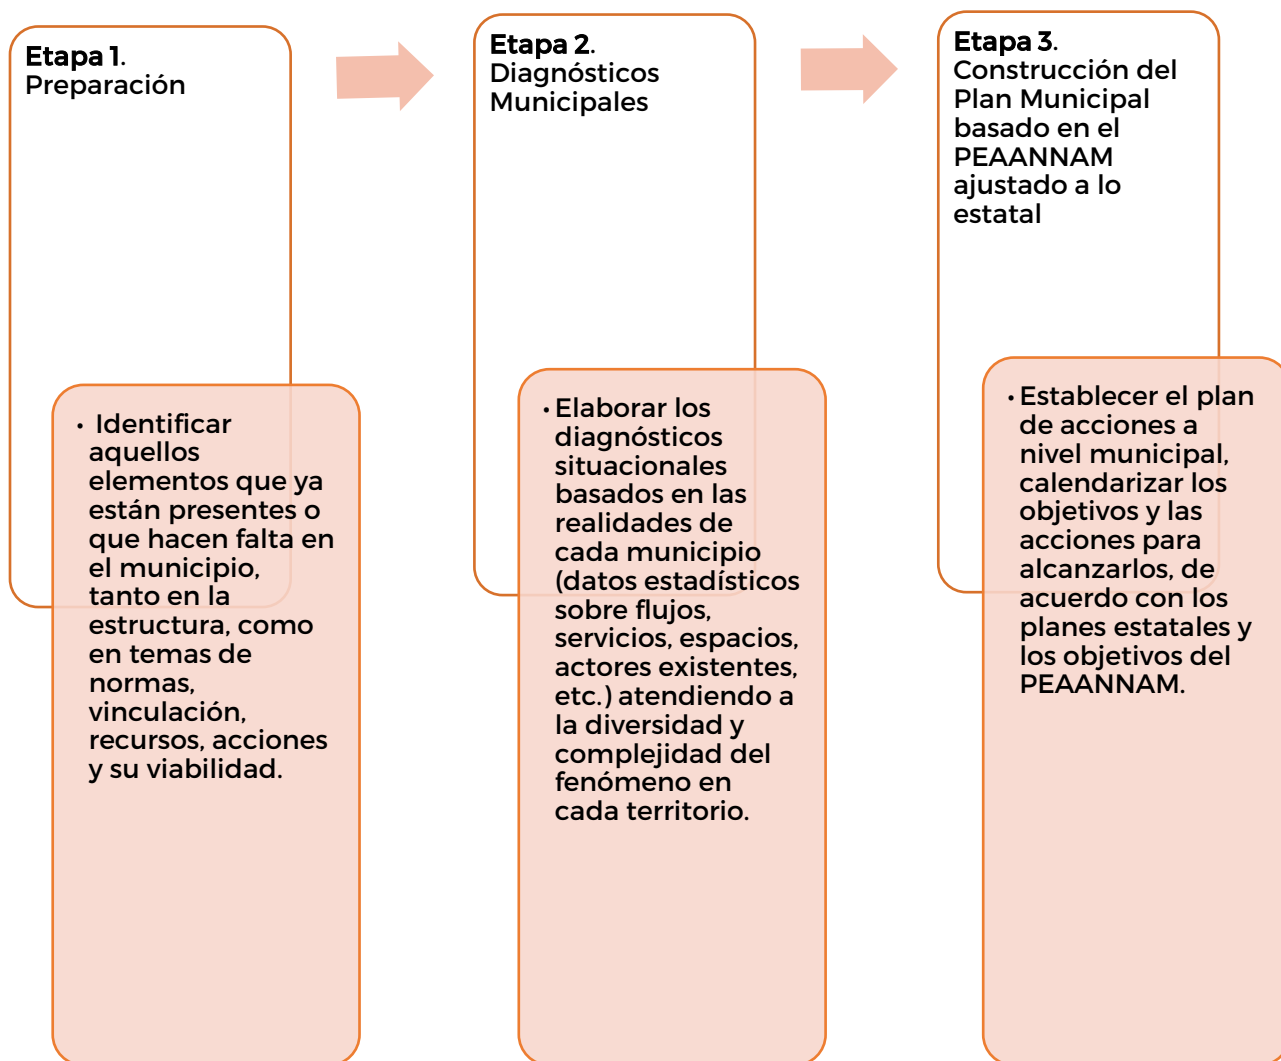 Etapa 1.
Preparación
• Identificar
aquellos
elementos que ya
están presentes o
que hacen falta en
el municipio,
tanto en la
estructura, como
en temas de
normas,
vinculación,
recursos, acciones
y su viabilidad.
Etapa 2.
Diagnósticos
Municipales
• Elaborar los
diagnósticos
situacionales
basados en las
realidades de
cada municipio
(datos estadísticos
sobre flujos,
servicios, espacios,
actores existentes,
etc.) atendiendo a
la diversidad y
complejidad del
fenómeno en
cada territorio.
Etapa 3.
Construcción del
Plan Municipal
basado en el
PEAANNAM
ajustado a lo
estatal
• Establecer el plan
de acciones a
nivel municipal,
calendarizar los
objetivos y las
acciones para
alcanzarlos, de
acuerdo con los
planes estatales y
los objetivos del
PEAANNAM.